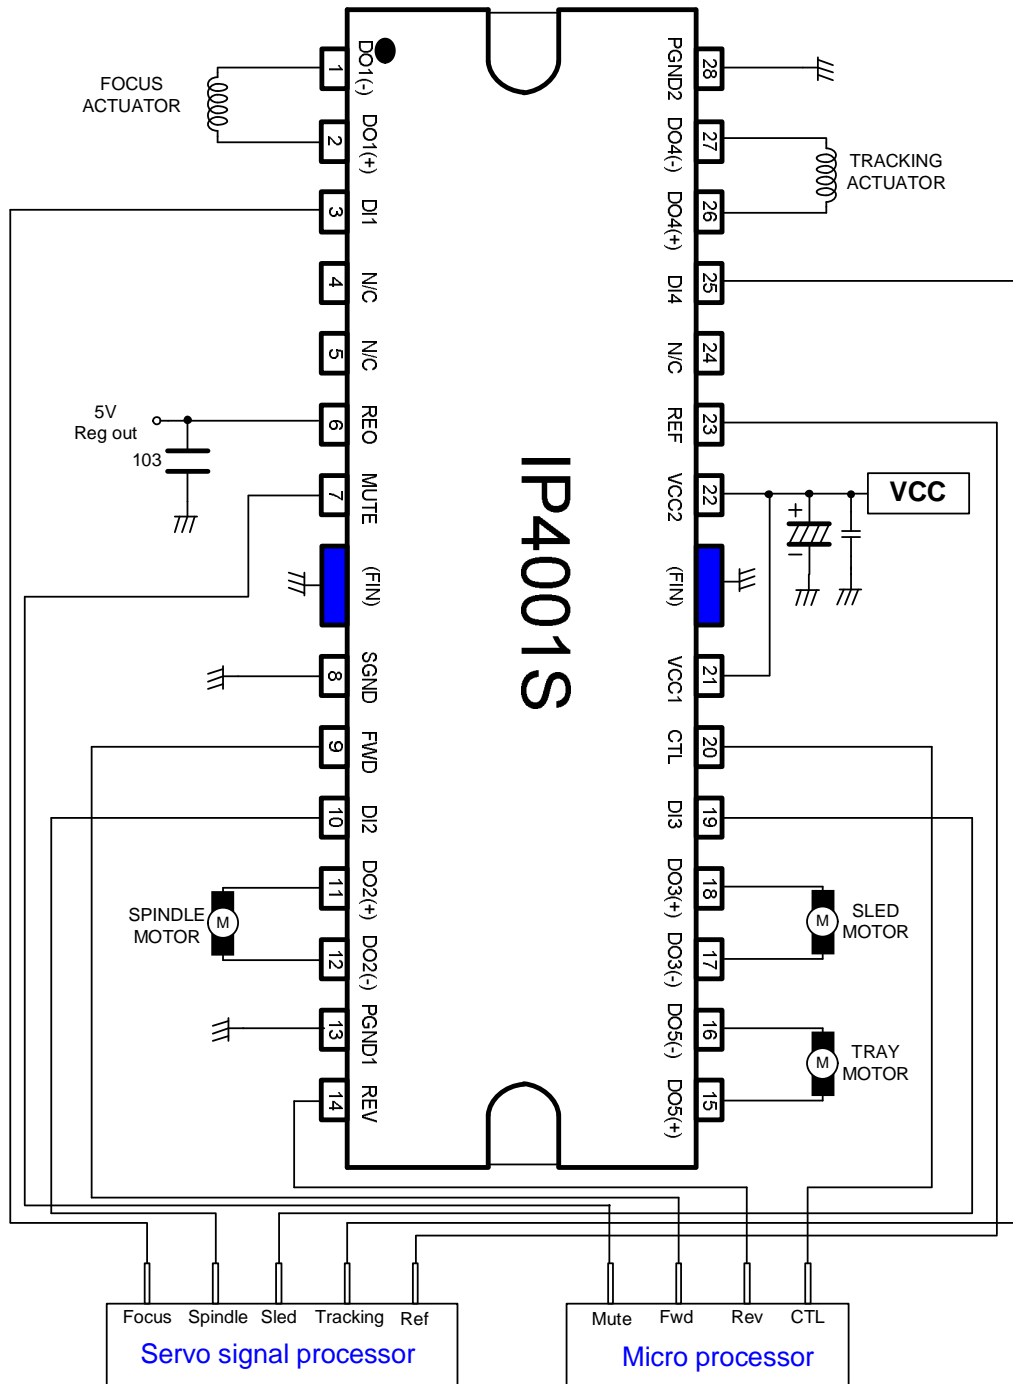 FOCUS
ACTUATOR
1
DO1(-)
2
DO1(+)
3
DI1
4
N/C
5
N/C
5V
Reg out
6
REO
103
7
MUTE
(FIN)
8
SGND
9
FWD
10
DI2
SPINDLE
MOTOR
M
11
DO2(+)
12
DO2(-)
13
PGND1
14
REV
IP4001S
PGND2
28
DO4(-)
27
TRACKING
ACTUATOR
DO4(+)
26
DI4
25
N/C
24
REF
23
VCC2
22
VCC
+
−
(FIN)
VCC1
21
CTL
20
DI3
19
DO3(+)
18
M
SLED
MOTOR
DO3(-)
17
DO5(-)
16
M
TRAY
MOTOR
DO5(+)
15
Focus Spindle Sled Tracking Ref
Servo signal processor
Mute Fwd Rev CTL
Micro processor